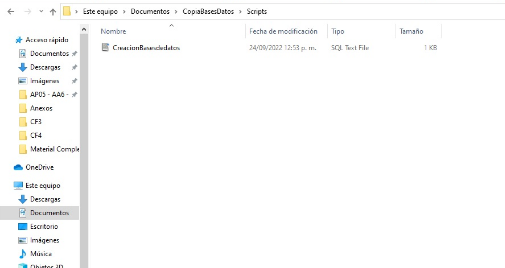 Este equipo > Documentos > CopiaBasesDatos > Scripts
Nombre Fecha de modificación Tipo Tamaño
CreacionBasesdedatos 24/09/2022 12:53 p. m. SQL Text File 1 KB
Acceso rápido
Documentos
Descargas
Imágenes
AP05 - AA6 -
Anexos
CF3
CF4
Material Comple
OneDrive
Este equipo
Descargas
Documentos
Escritorio
Imágenes
Música
Objetos 3D